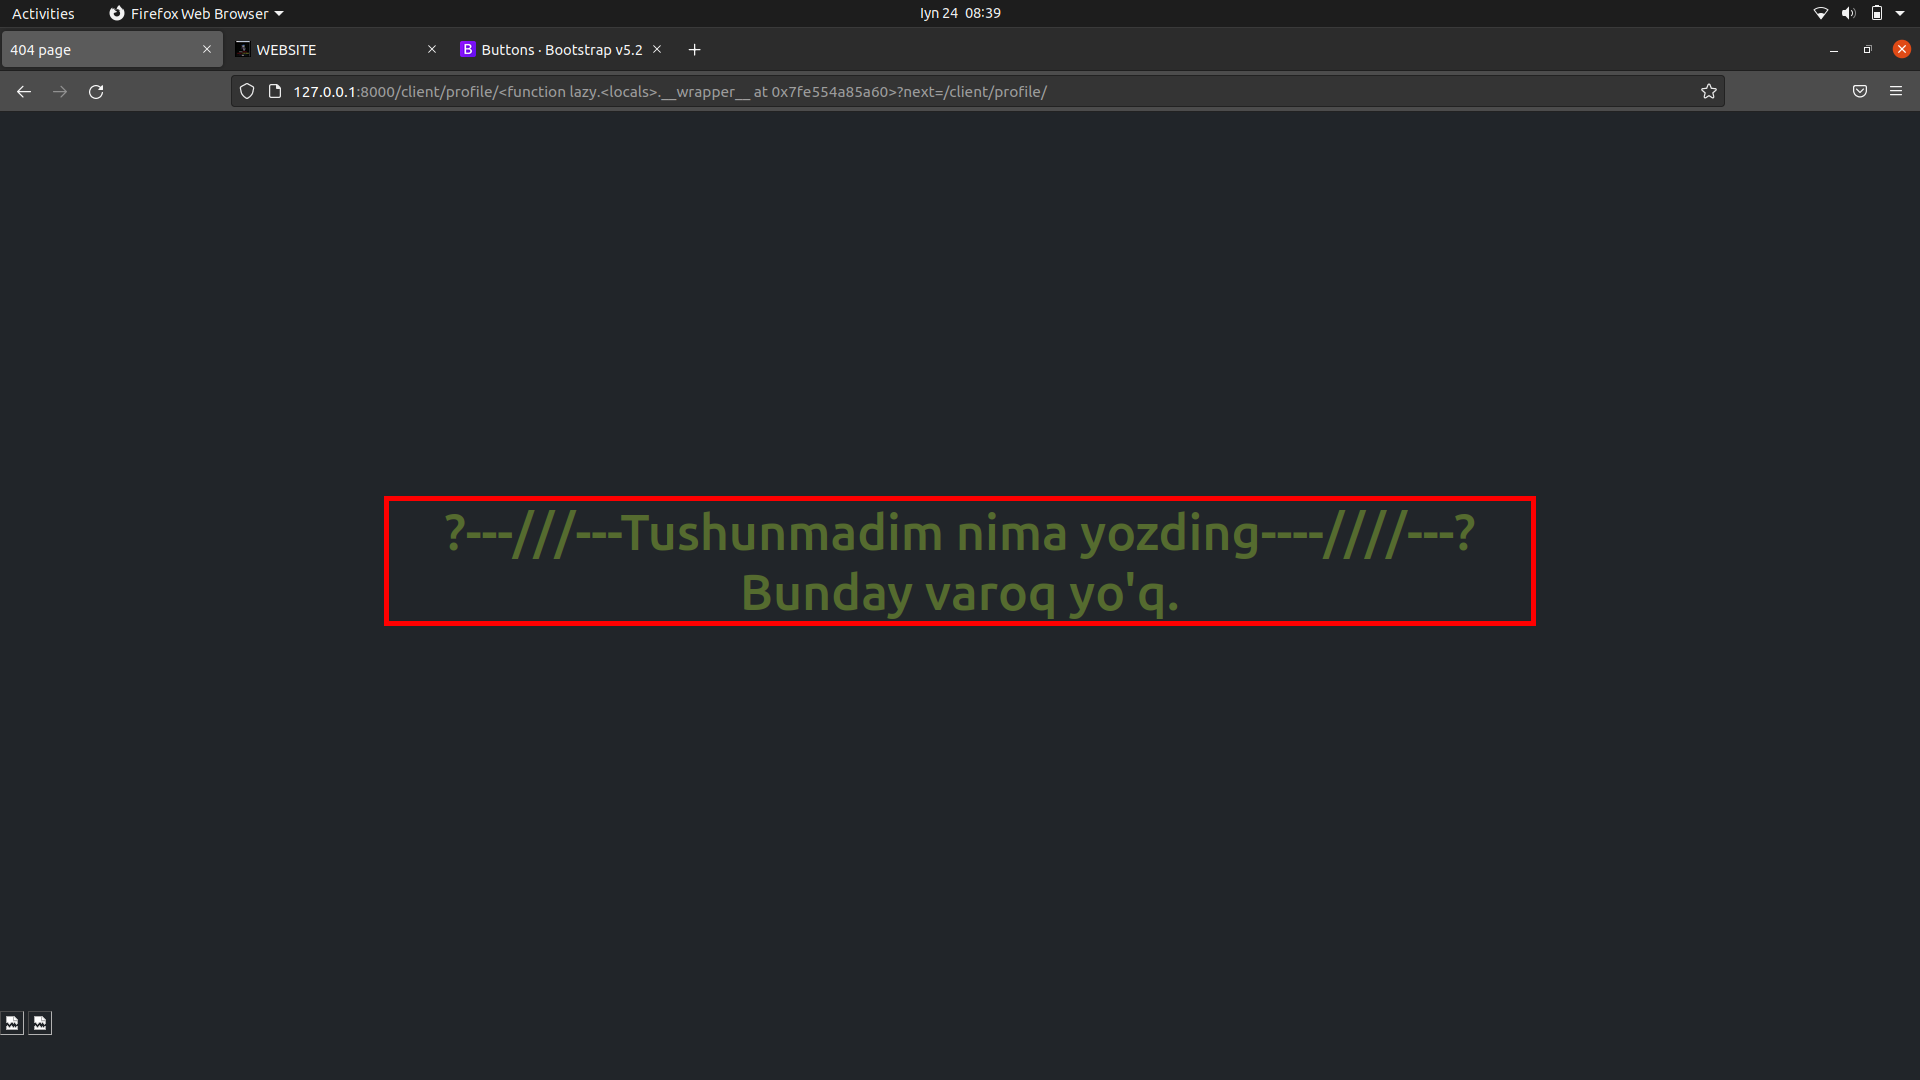 Activities
Firefox Web Browser
Iyn 24 08:39
404 page
WEBSITE
Buttons · Bootstrap v5.2
127.0.0.1:8000/client/profile/<function lazy.<locals>.__wrapper__ at 0x7fe554a85a60>?next=/client/profile/
?---///---Tushunmadim nima yozding----////---?
Bunday varoq yo'q.